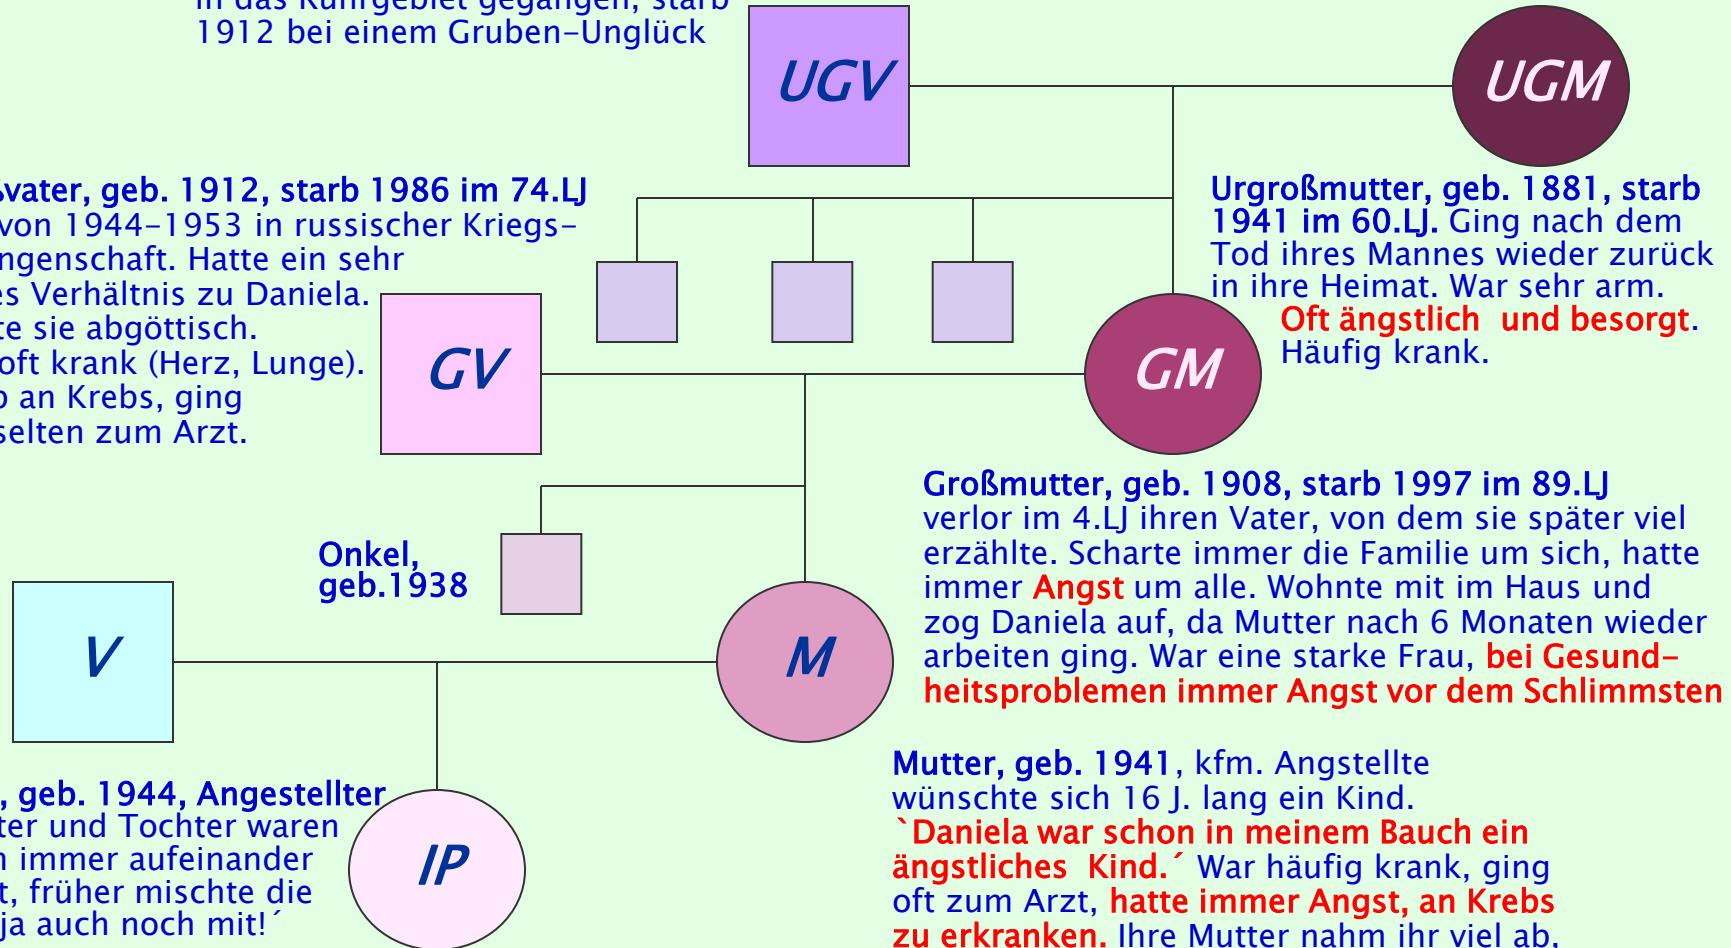 in das Ruhrgebiet gegangen, starb
1912 bei einem Gruben-Unglück
UGV
UGM
ßvater, geb. 1912, starb 1986 im 74.LJ
von 1944-1953 in russischer Kriegs-
ngenschaft. Hatte ein sehr
es Verhältnis zu Daniela.
te sie abgöttisch.
oft krank (Herz, Lunge).
b an Krebs, ging
selten zum Arzt.
Urgroßmutter, geb. 1881, starb
1941 im 60.LJ. Ging nach dem
Tod ihres Mannes wieder zurück
in ihre Heimat. War sehr arm.
Oft ängstlich und besorgt.
Häufig krank.
GV
GM
Großmutter, geb. 1908, starb 1997 im 89.LJ
verlor im 4.LJ ihren Vater, von dem sie später viel
erzählte. Scharte immer die Familie um sich, hatte
immer Angst um alle. Wohnte mit im Haus und
zog Daniela auf, da Mutter nach 6 Monaten wieder
arbeiten ging. War eine starke Frau, bei Gesund-
heitsproblemen immer Angst vor dem Schlimmsten
Onkel,
geb.1938
V
M
, geb. 1944, Angestellter
ter und Tochter waren
n immer aufeinander
t, früher mischte die
ja auch noch mit!´
IP
Mutter, geb. 1941, kfm. Angstellte
wünschte sich 16 J. lang ein Kind.
`Daniela war schon in meinem Bauch ein
ängstliches Kind.´ War häufig krank, ging
oft zum Arzt, hatte immer Angst, an Krebs
zu erkranken. Ihre Mutter nahm ihr viel ab,